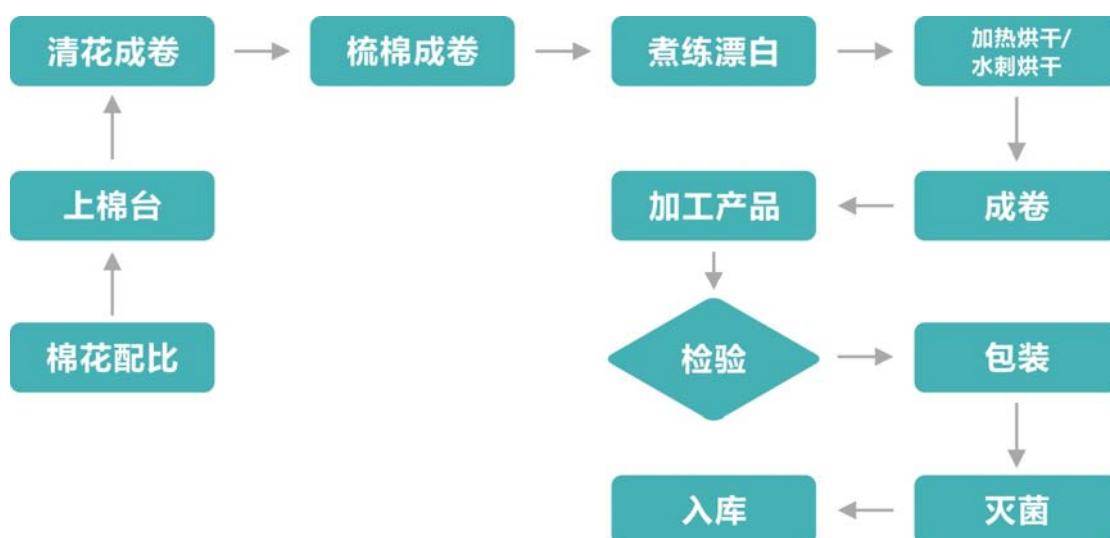 清花成卷
梳棉成卷
煮练漂白
加热烘干/
水刺烘干
上棉台
加工产品
成卷
棉花配比
检验
包装
入库
灭菌